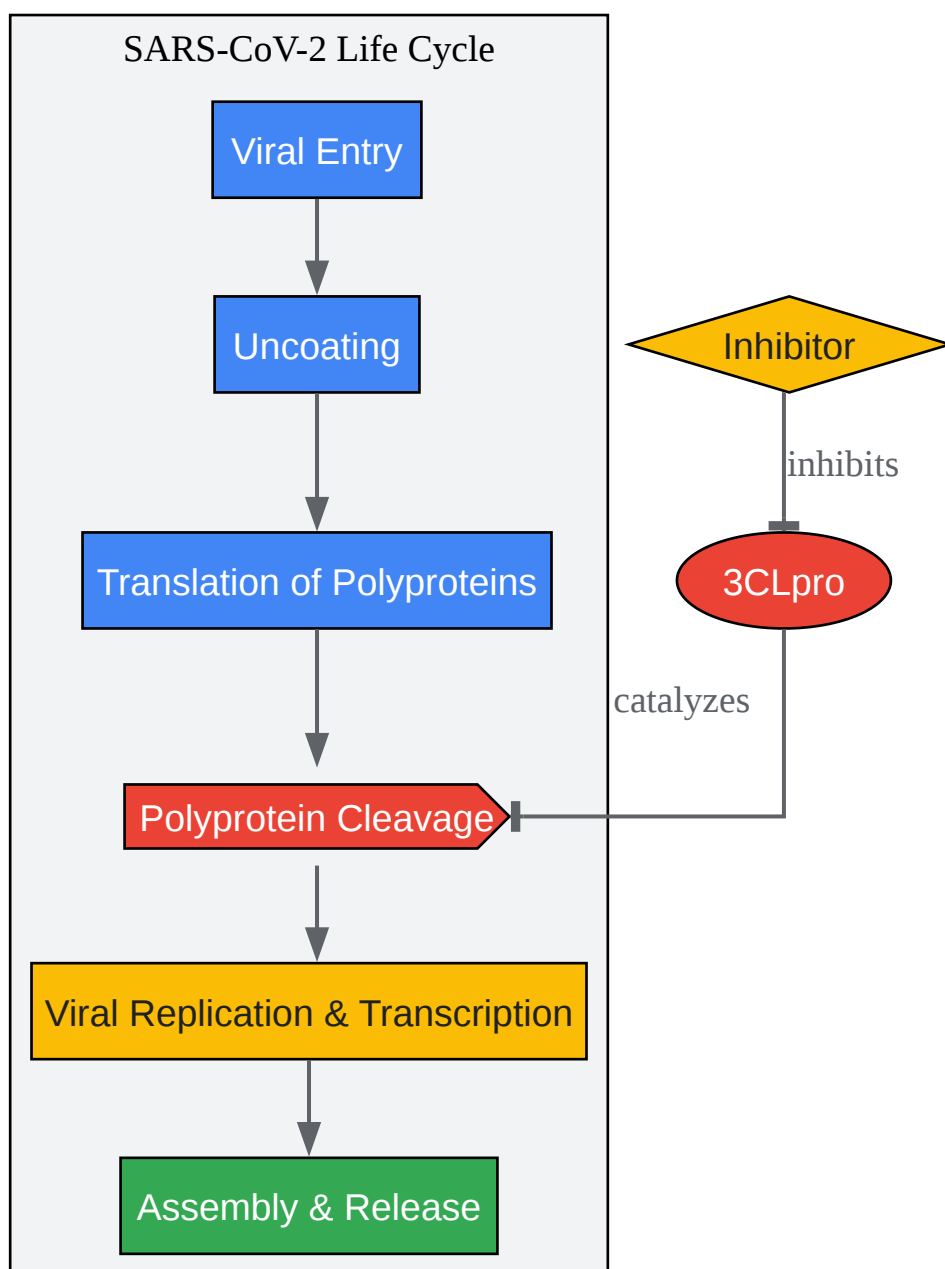 SARS-CoV-2 Life Cycle
Viral Entry
Uncoating
Inhibitor
inhibits
Translation of Polyproteins
3CLpro
catalyzes
Polyprotein Cleavage
Viral Replication & Transcription
Assembly & Release